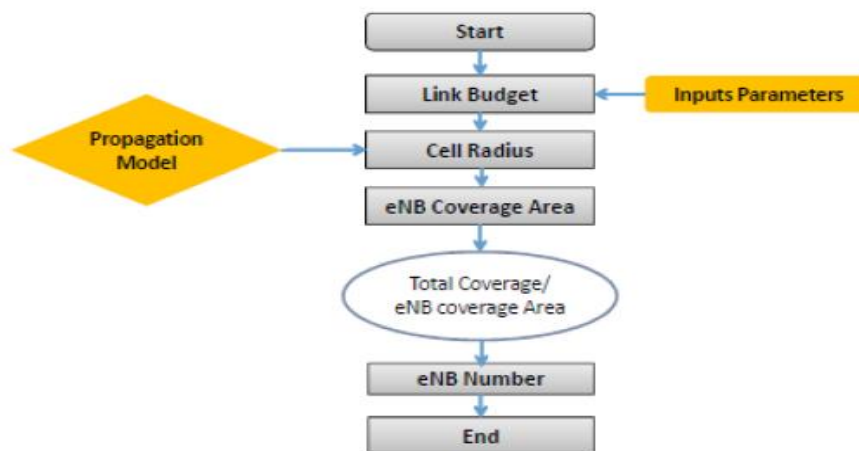 Start
Link Budget
Inputs Parameters
Propagation
Model
Cell Radius
eNB Coverage Area
Total Coverage/
eNB coverage Area
eNB Number
End